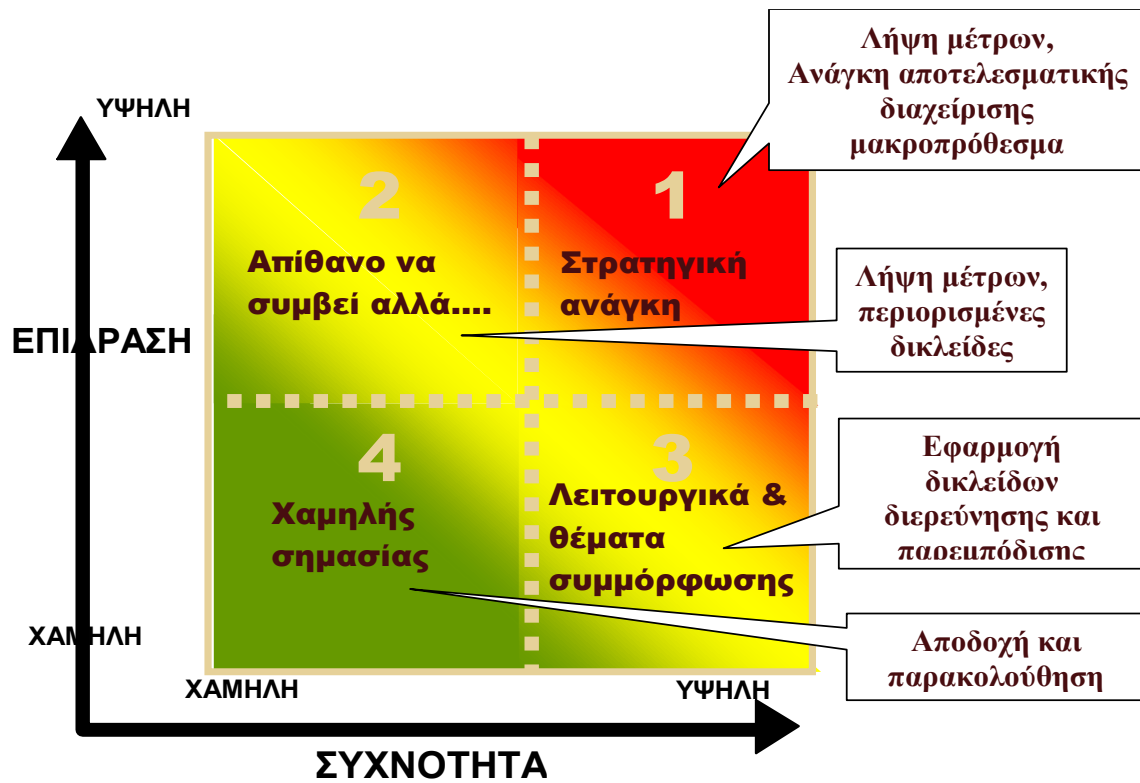 Λήψη μέτρων,
Ανάγκη αποτελεσματικής
διαχείρισης
μακροπρόθεσμα
ΥΨΗΛΗ
2
1
Απίθανο να
συμβεί αλλά....
Στρατηγική
ανάγκη
Λήψη μέτρων,
περιορισμένες
δικλείδες
ΕΠΙΔΡΑΣΗ
4
3
Χαμηλής
σημασίας
Λειτουργικά &
θέματα
συμμόρφωσης
Εφαρμογή
δικλείδων
διερεύνησης και
παρεμπόδισης
ΧΑΜΗΛΗ
Αποδοχή και
παρακολούθηση
ΧΑΜΗΛΗ
ΥΨΗΛΗ
ΣΥΧΝΟΤΗΤΑ